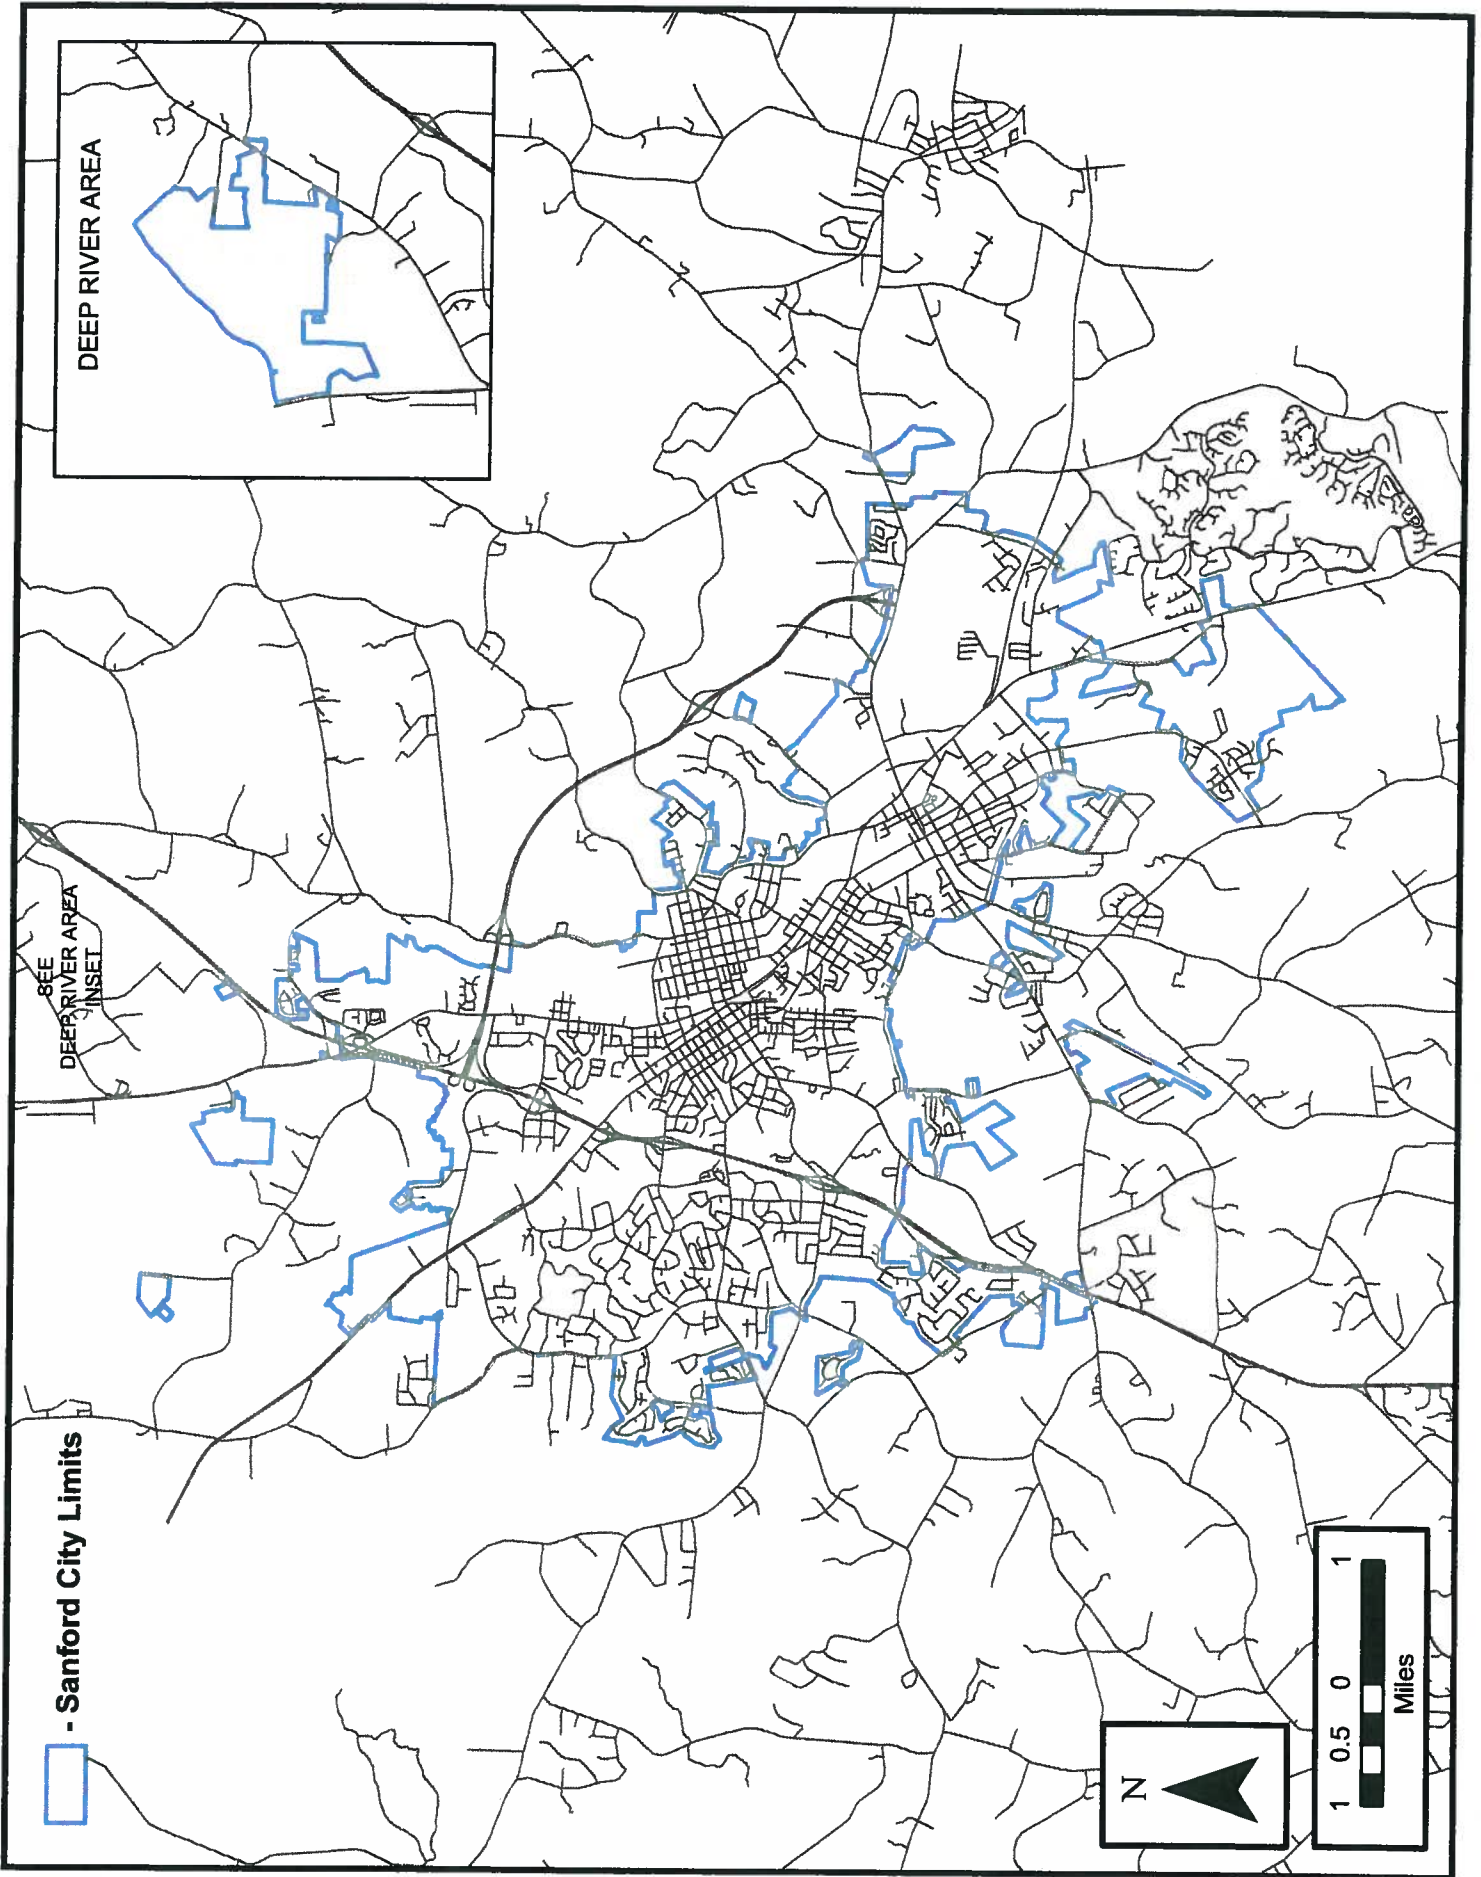 - Sanford City Limits
SEE
DEEP RIVER AREA
INSET
DEEP RIVER AREA
N
1 0.5 0 1
Miles